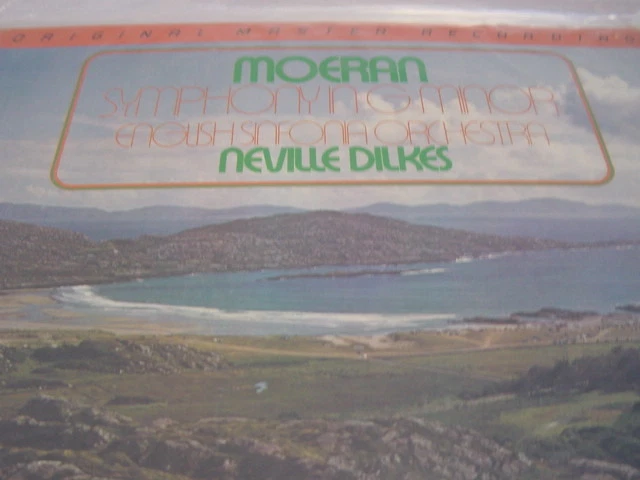 ORIGINAL MASTER RECORDING
MOERAN
SYMPHONY IN G MINOR
ENGLISH SINFONIA ORCHESTRA
NEVILLE DILKES